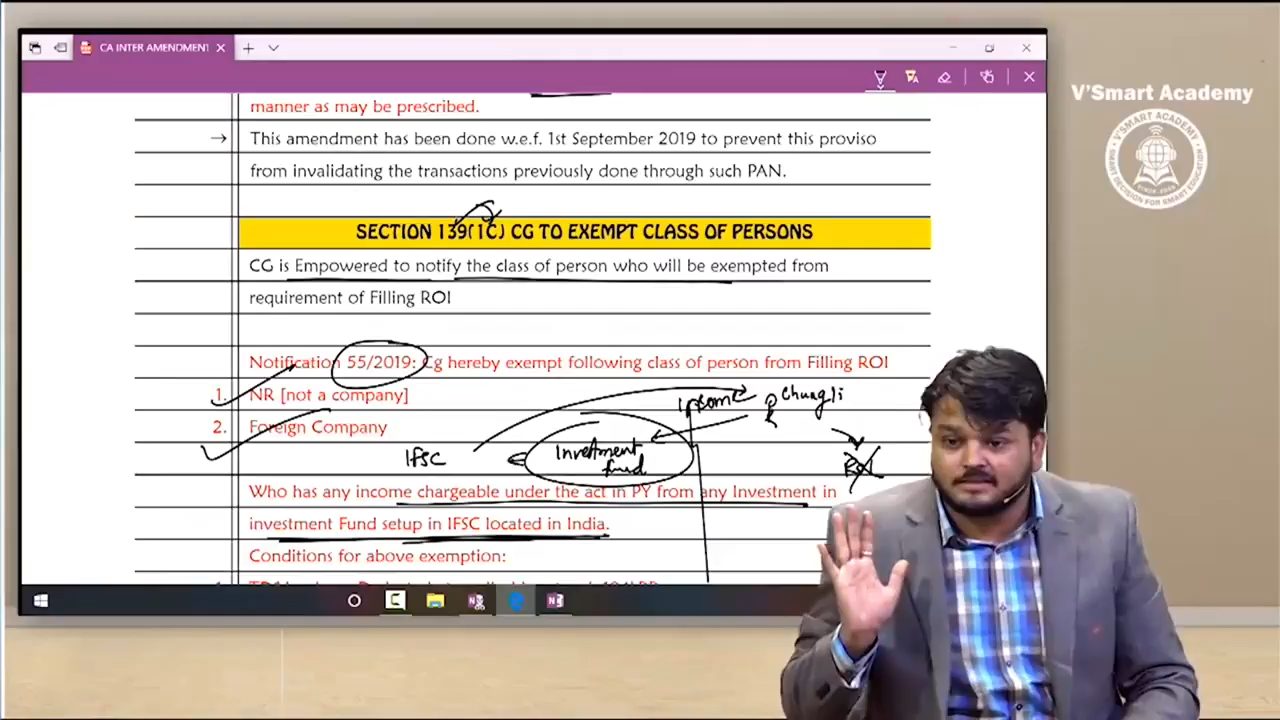 CA INTER AMENDMENT
V'Smart Academy
V'SMART ACADEMY
manner as may be prescribed.
→ This amendment has been done w.e.f. 1st September 2019 to prevent this proviso
from invalidating the transactions previously done through such PAN.
SECTION 139(1C) CG TO EXEMPT CLASS OF PERSONS
CG is Empowered to notify the class of person who will be exempted from
requirement of Filling ROI
Notification 55/2019: Cg hereby exempt following class of person from Filling ROI
1. NR [not a company]
Income Chungli
2. Foreign Company
IFSC Investment fund ROI
Who has any income chargeable under the act in PY from any Investment in
investment Fund setup in IFSC located in India.
Conditions for above exemption: